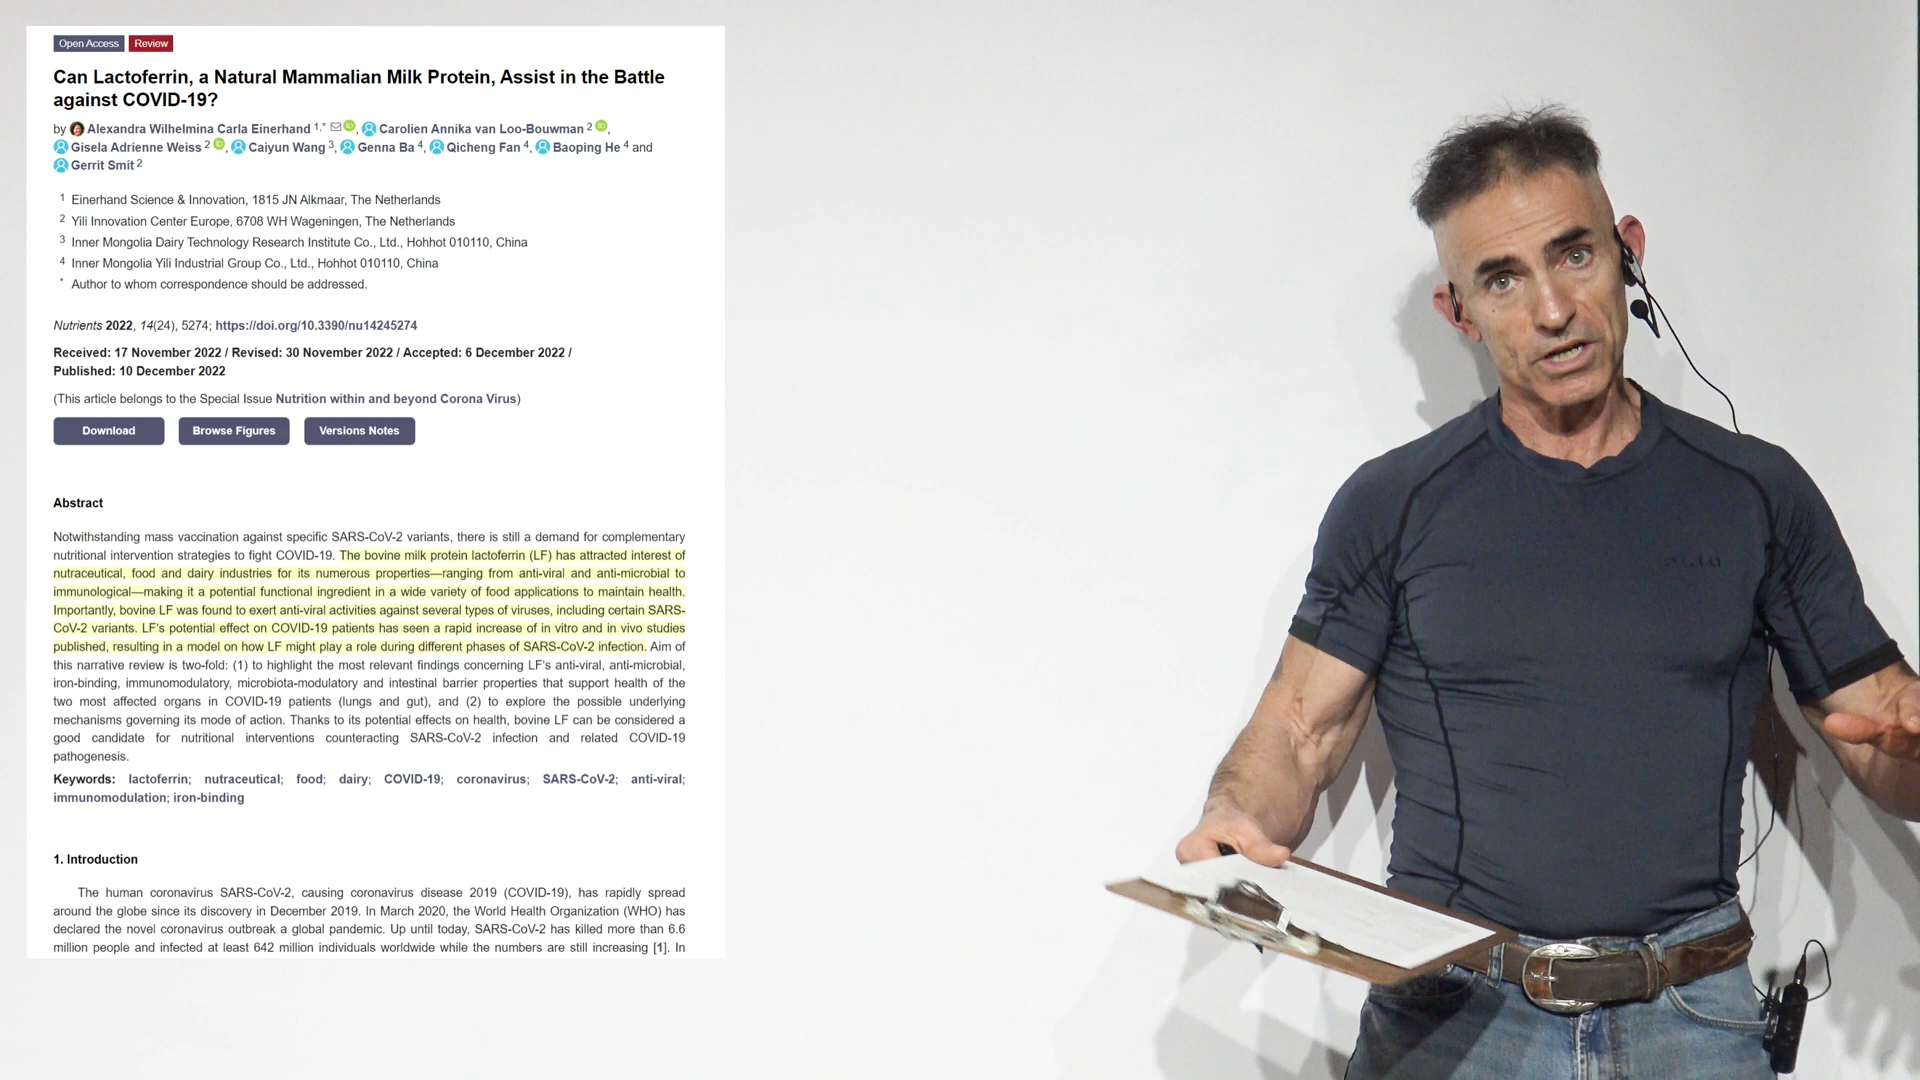 Open Access Review
Can Lactoferrin, a Natural Mammalian Milk Protein, Assist in the Battle
against COVID-19?
by Alexandra Wilhelmina Carla Einerhand 1,* , Carolien Annika van Loo-Bouwman 2 ,
Gisela Adrienne Weiss 2 , Caiyun Wang 3, Genna Ba 4, Qicheng Fan 4, Baoping He 4 and
Gerrit Smit 2
1 Einerhand Science & Innovation, 1815 JN Alkmaar, The Netherlands
2 Yili Innovation Center Europe, 6708 WH Wageningen, The Netherlands
3 Inner Mongolia Dairy Technology Research Institute Co., Ltd., Hohhot 010110, China
4 Inner Mongolia Yili Industrial Group Co., Ltd., Hohhot 010110, China
* Author to whom correspondence should be addressed.
Nutrients 2022, 14(24), 5274; https://doi.org/10.3390/nu14245274
Received: 17 November 2022 / Revised: 30 November 2022 / Accepted: 6 December 2022 /
Published: 10 December 2022
(This article belongs to the Special Issue Nutrition within and beyond Corona Virus)
Download Browse Figures Versions Notes
Abstract
Notwithstanding mass vaccination against specific SARS-CoV-2 variants, there is still a demand for complementary
nutritional intervention strategies to fight COVID-19. The bovine milk protein lactoferrin (LF) has attracted interest of
nutraceutical, food and dairy industries for its numerous properties—ranging from anti-viral and anti-microbial to
immunological—making it a potential functional ingredient in a wide variety of food applications to maintain health.
Importantly, bovine LF was found to exert anti-viral activities against several types of viruses, including certain SARS-
CoV-2 variants. LF's potential effect on COVID-19 patients has seen a rapid increase of in vitro and in vivo studies
published, resulting in a model on how LF might play a role during different phases of SARS-CoV-2 infection. Aim of
this narrative review is two-fold: (1) to highlight the most relevant findings concerning LF's anti-viral, anti-microbial,
iron-binding, immunomodulatory, microbiota-modulatory and intestinal barrier properties that support health of the
two most affected organs in COVID-19 patients (lungs and gut), and (2) to explore the possible underlying
mechanisms governing its mode of action. Thanks to its potential effects on health, bovine LF can be considered a
good candidate for nutritional interventions counteracting SARS-CoV-2 infection and related COVID-19
pathogenesis.
Keywords: lactoferrin; nutraceutical; food; dairy; COVID-19; coronavirus; SARS-CoV-2; anti-viral;
immunomodulation; iron-binding
1. Introduction
The human coronavirus SARS-CoV-2, causing coronavirus disease 2019 (COVID-19), has rapidly spread
around the globe since its discovery in December 2019. In March 2020, the World Health Organization (WHO) has
declared the novel coronavirus outbreak a global pandemic. Up until today, SARS-CoV-2 has killed more than 6.6
million people and infected at least 642 million individuals worldwide while the numbers are still increasing [1]. In